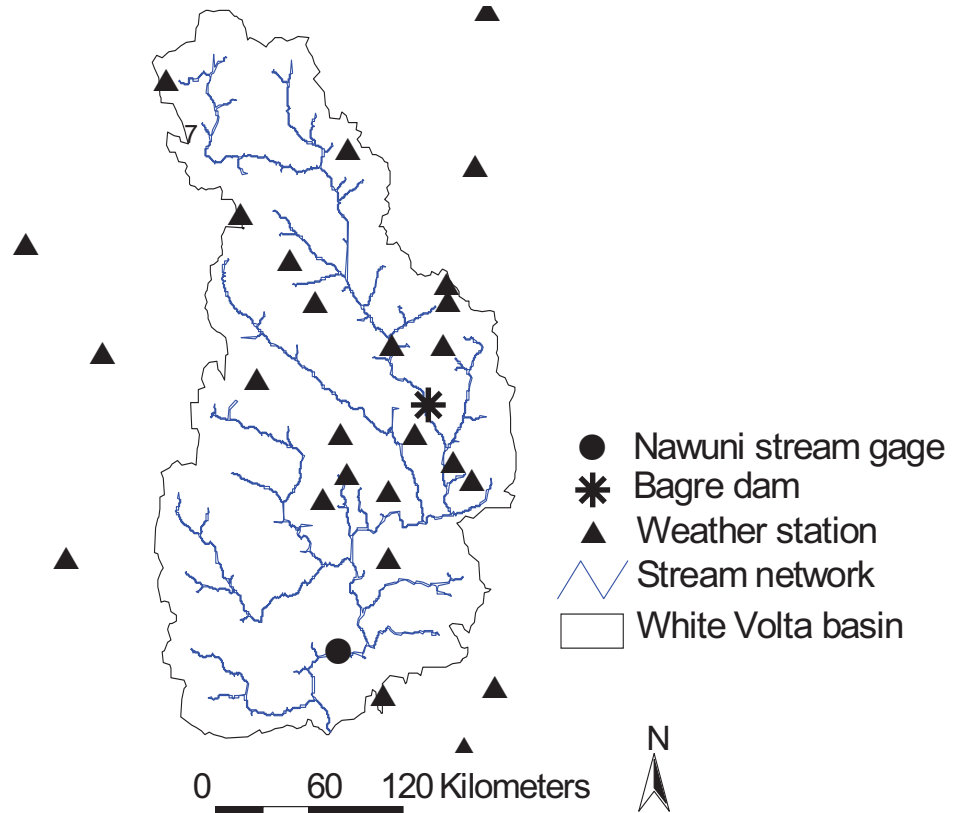 7
Nawuni stream gage
Bagre dam
Weather station
Stream network
White Volta basin
N
0 60 120 Kilometers